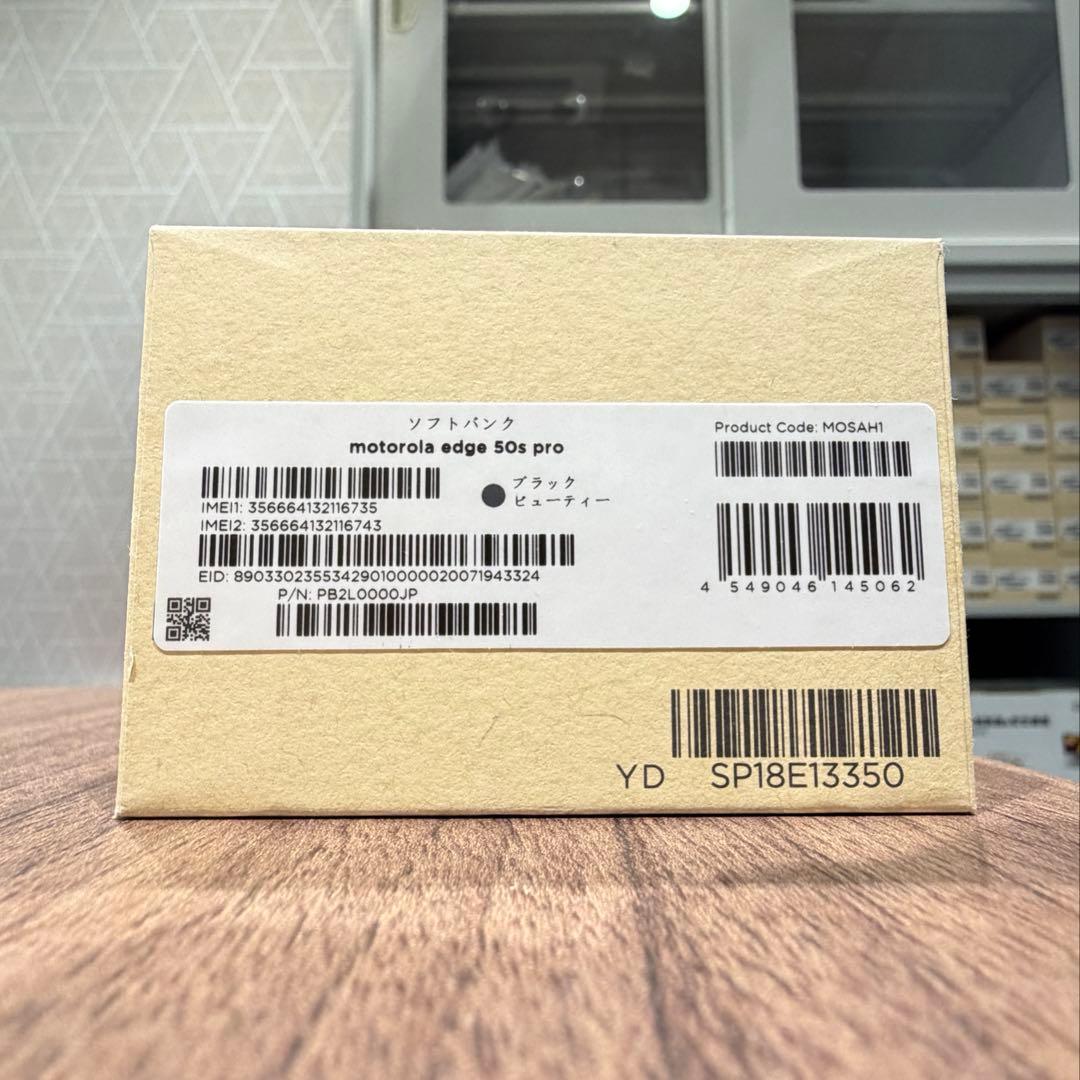 ソフトバンク
motorola edge 50s pro
ブラック
ビューティー
IMEI1: 356664132116735
IMEI2: 356664132116743
EID: 89033023553429010000020071943324
P/N: PB2L0000JP
Product Code: MOSAH1
4 549046 145062
YD SP18E13350